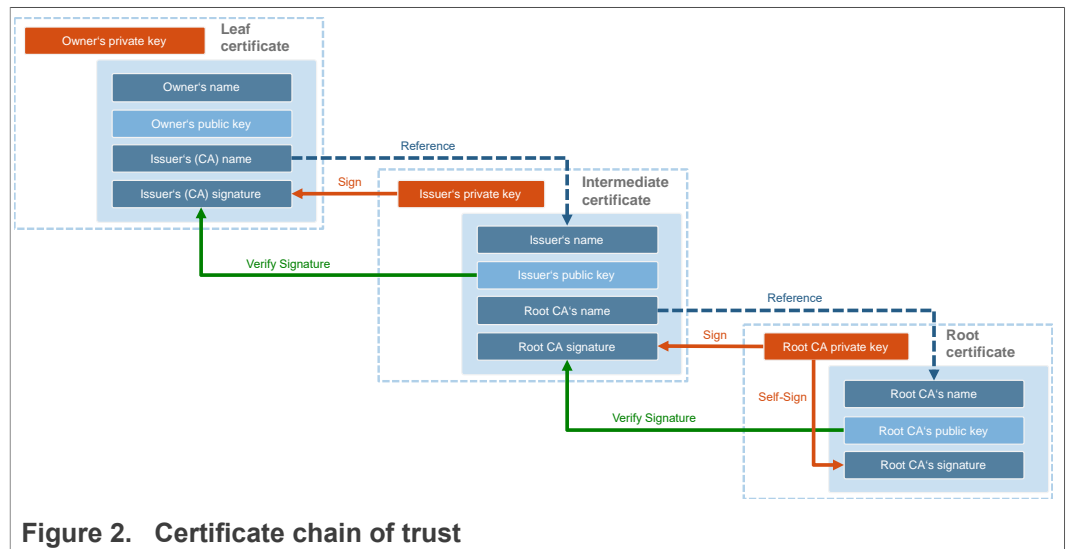 Leaf
certificate
Owner's private key
Owner's name
Owner's public key
Issuer's (CA) name
Issuer's (CA) signature
Reference
Sign
Verify Signature
Intermediate
certificate
Issuer's private key
Issuer's name
Issuer's public key
Root CA's name
Root CA signature
Reference
Sign
Verify Signature
Root
certificate
Root CA private key
Self-Sign
Root CA's name
Root CA's public key
Root CA's signature
Figure 2. Certificate chain of trust